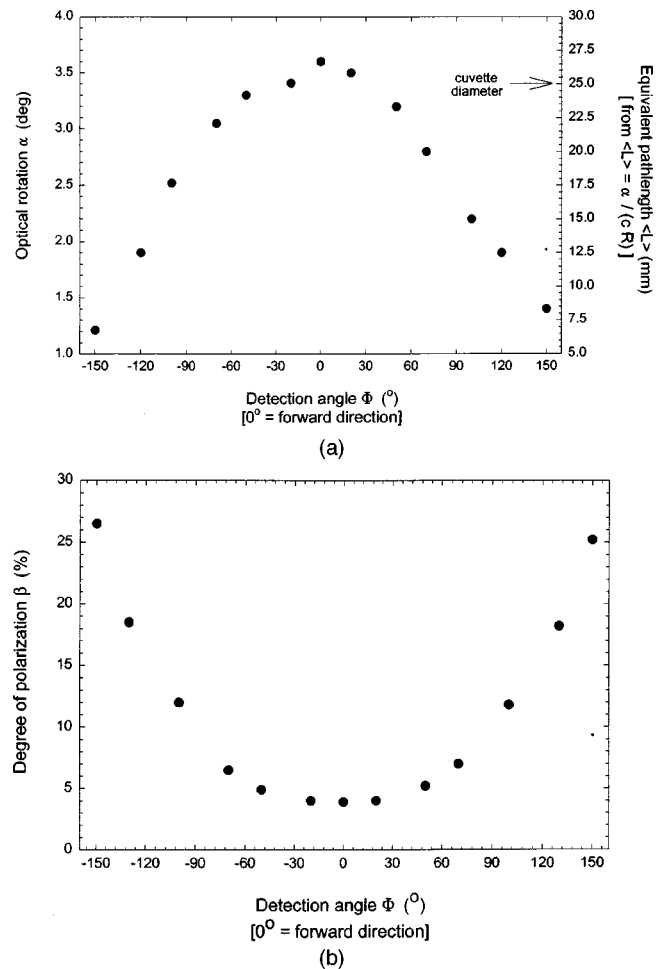 4.0
3.5
3.0
2.5
2.0
1.5
1.0
Optical rotation α (deg)
30.0
27.5
25.0
22.5
20.0
17.5
15.0
12.5
10.0
7.5
5.0
Equivalent pathlength <L> (mm)
[ from <L> = α / (c R) ]
cuvette
diameter
-150 -120 -90 -60 -30 0 30 60 90 120 150
Detection angle Φ (°)
[0° = forward direction]
(a)
30
25
20
15
10
5
0
Degree of polarization β (%)
-150 -120 -90 -60 -30 0 30 60 90 120 150
Detection angle Φ (°)
[0° = forward direction]
(b)